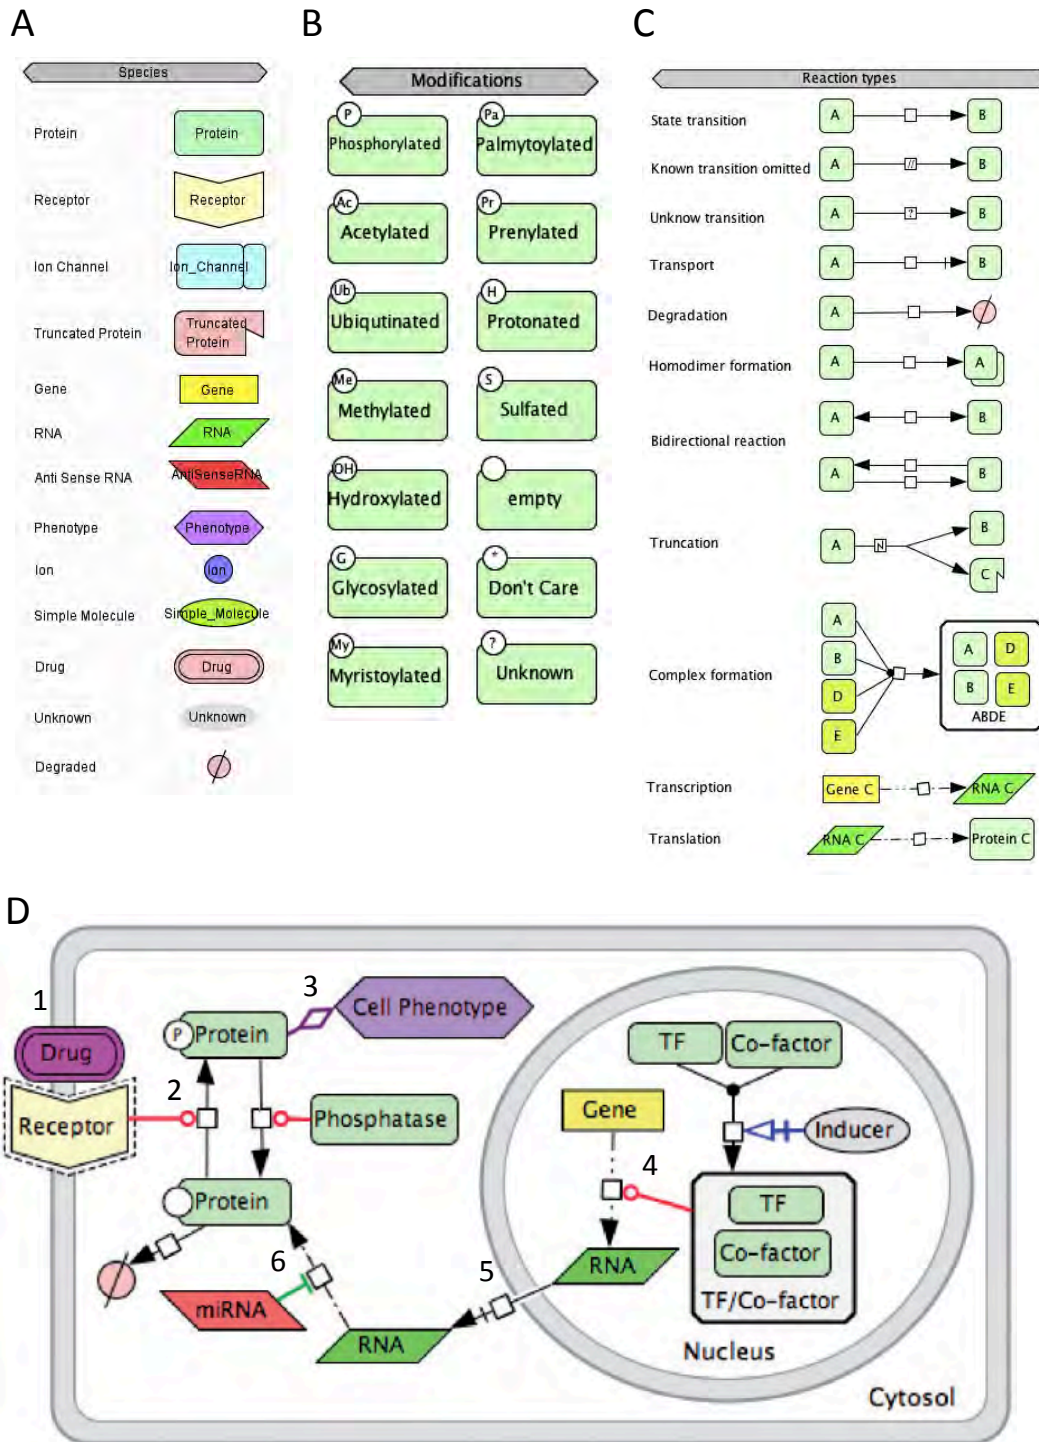 A
Species
Protein
Protein
Receptor
Receptor
Ion Channel
Ion_Channel
Truncated Protein
Truncated
Protein
Gene
Gene
RNA
RNA
Anti Sense RNA
AntiSenseRNA
Phenotype
Phenotype
Ion
Ion
Simple Molecule
Simple_Molecule
Drug
Drug
Unknown
Unknown
Degraded
B
Modifications
P
Phosphorylated
Pa
Palmytoylated
Ac
Acetylated
Pr
Prenylated
Ub
Ubiqutinated
H
Protonated
Me
Methylated
S
Sulfated
OH
Hydroxylated
empty
G
Glycosylated
*
Don't Care
My
Myristoylated
?
Unknown
C
Reaction types
State transition
A
B
Known transition omitted
A
//
B
Unknow transition
A
?
B
Transport
A
B
Degradation
A
Homodimer formation
A
A
Bidirectional reaction
A
B
A
B
Truncation
A
N
B
C
Complex formation
A
B
D
E
A
D
B
E
ABDE
Transcription
Gene C
RNA C
Translation
RNA C
Protein C
D
1
Drug
Receptor
2
P
Protein
3
Cell Phenotype
Phosphatase
Protein
6
miRNA
RNA
5
TF
Co-factor
Gene
Inducer
4
RNA
TF
Co-factor
TF/Co-factor
Nucleus
Cytosol